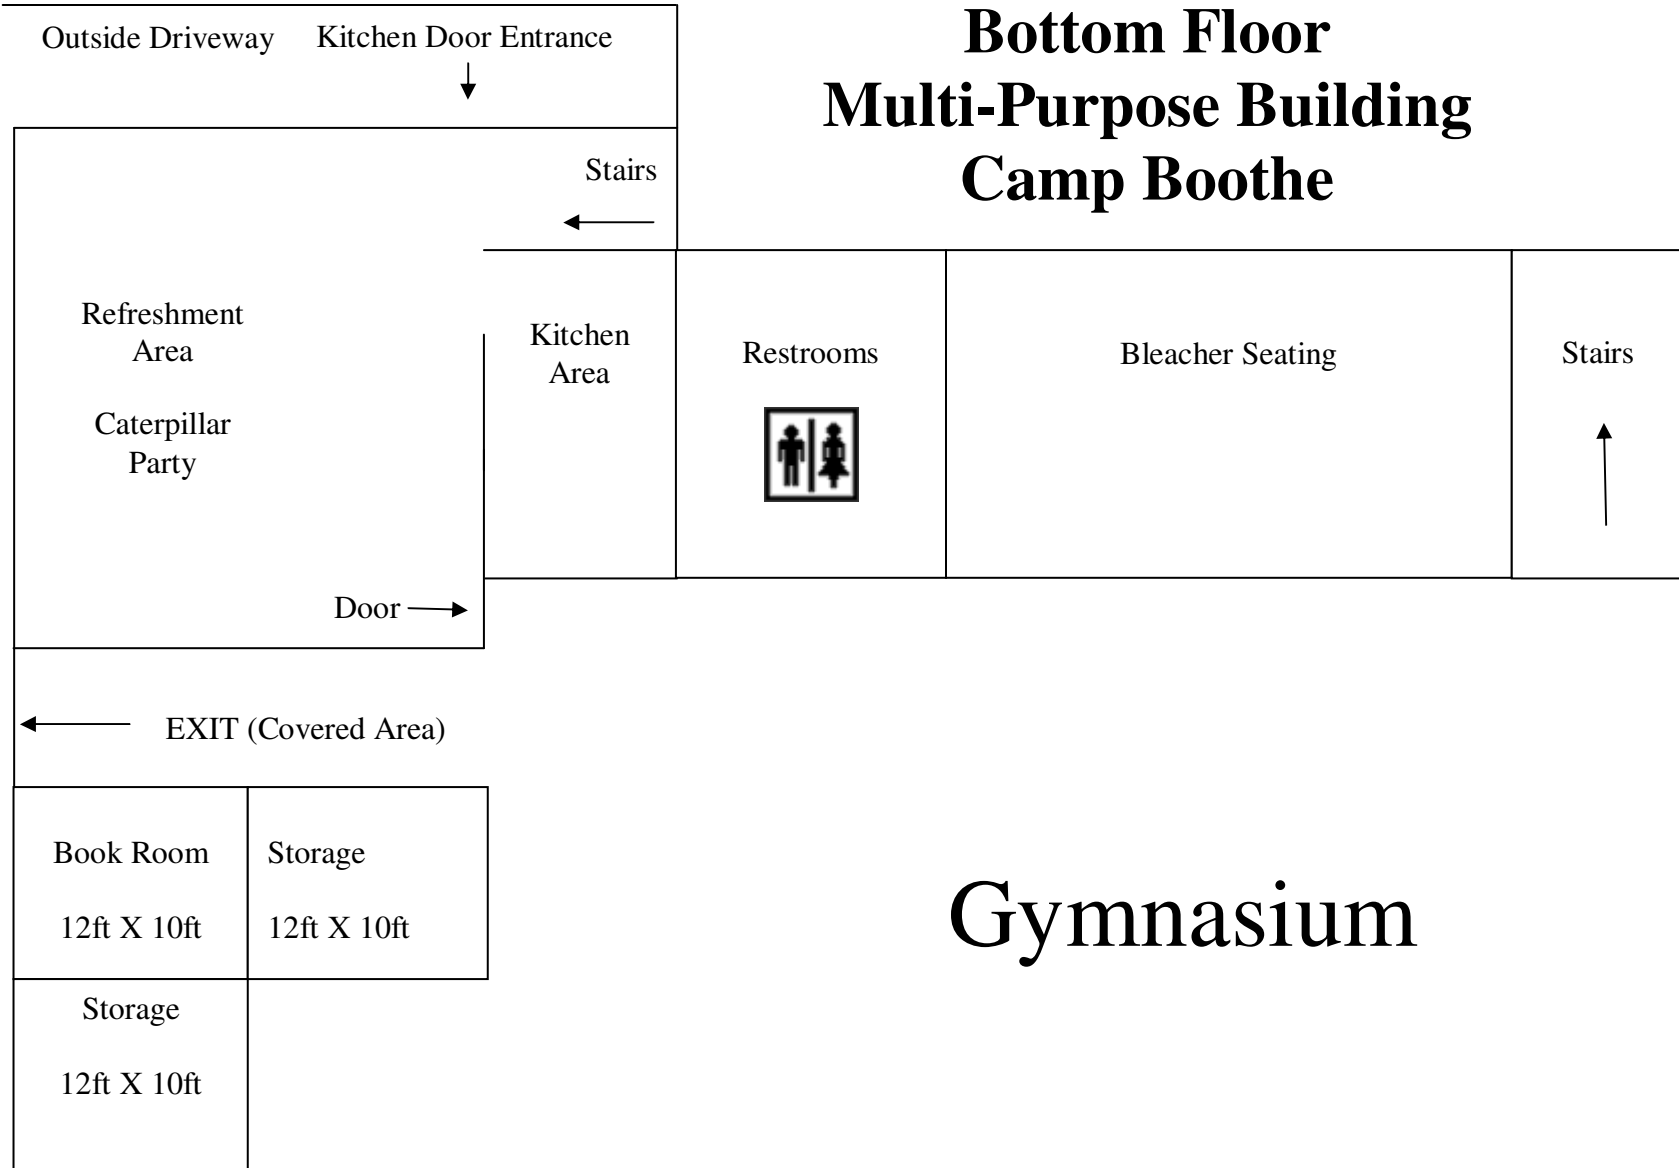 Bottom Floor
Multi-Purpose Building
Camp Boothe
Outside Driveway
Kitchen Door Entrance
Stairs
Refreshment
Area
Caterpillar
Party
Kitchen
Area
Restrooms
Bleacher Seating
Stairs
Door
EXIT (Covered Area)
Book Room
12ft X 10ft
Storage
12ft X 10ft
Storage
12ft X 10ft
Gymnasium